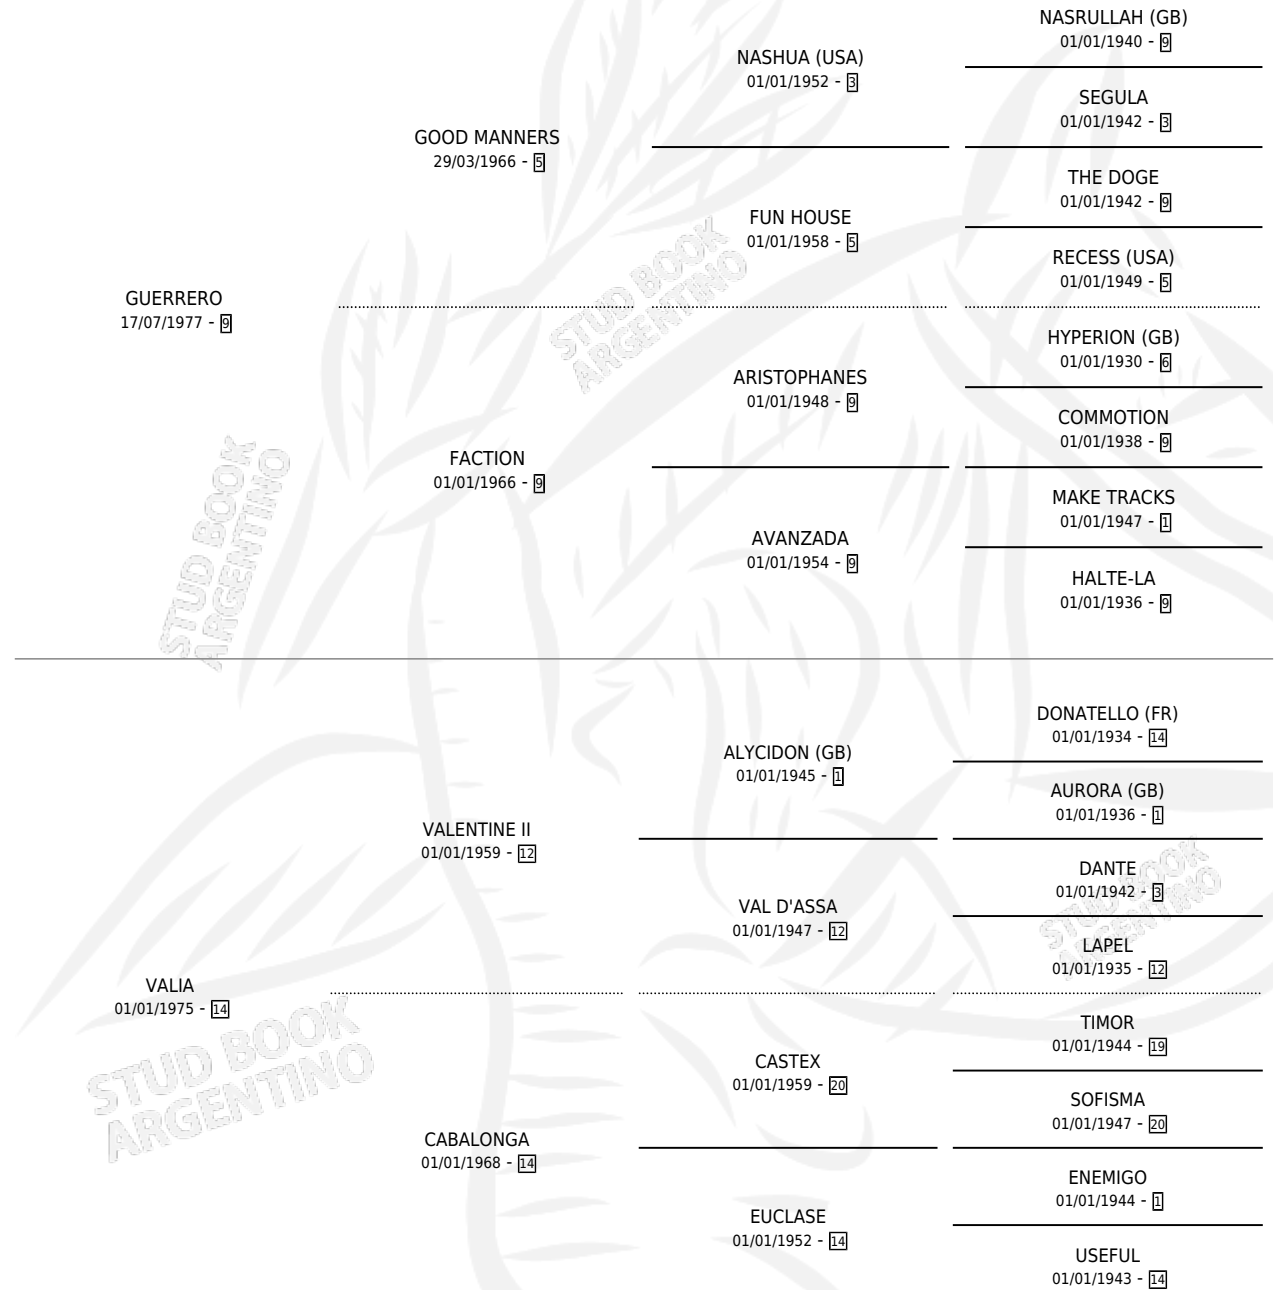 NASRULLAH (GB)
01/01/1940 - 9
NASHUA (USA)
01/01/1952 - 3
SEGULA
01/01/1942 - 3
GOOD MANNERS
29/03/1966 - 5
THE DOGE
01/01/1942 - 9
FUN HOUSE
01/01/1958 - 5
RECESS (USA)
01/01/1949 - 5
GUERRERO
17/07/1977 - 9
HYPERION (GB)
01/01/1930 - 6
ARISTOPHANES
01/01/1948 - 9
COMMOTION
01/01/1938 - 9
FACTION
01/01/1966 - 9
MAKE TRACKS
01/01/1947 - 1
AVANZADA
01/01/1954 - 9
HALTE-LA
01/01/1936 - 9
DONATELLO (FR)
01/01/1934 - 14
ALYCIDON (GB)
01/01/1945 - 1
AURORA (GB)
01/01/1936 - 1
VALENTINE II
01/01/1959 - 12
DANTE
01/01/1942 - 3
VAL D'ASSA
01/01/1947 - 12
LAPEL
01/01/1935 - 12
VALIA
01/01/1975 - 14
TIMOR
01/01/1944 - 19
CASTEX
01/01/1959 - 20
SOFISMA
01/01/1947 - 20
CABALONGA
01/01/1968 - 14
ENEMIGO
01/01/1944 - 1
EUCLASE
01/01/1952 - 14
USEFUL
01/01/1943 - 14
STUD BOOK
ARGENTINO
STUD BOOK
ARGENTINO
STUD BOOK
ARGENTINO
STUD BOOK
ARGENTINO